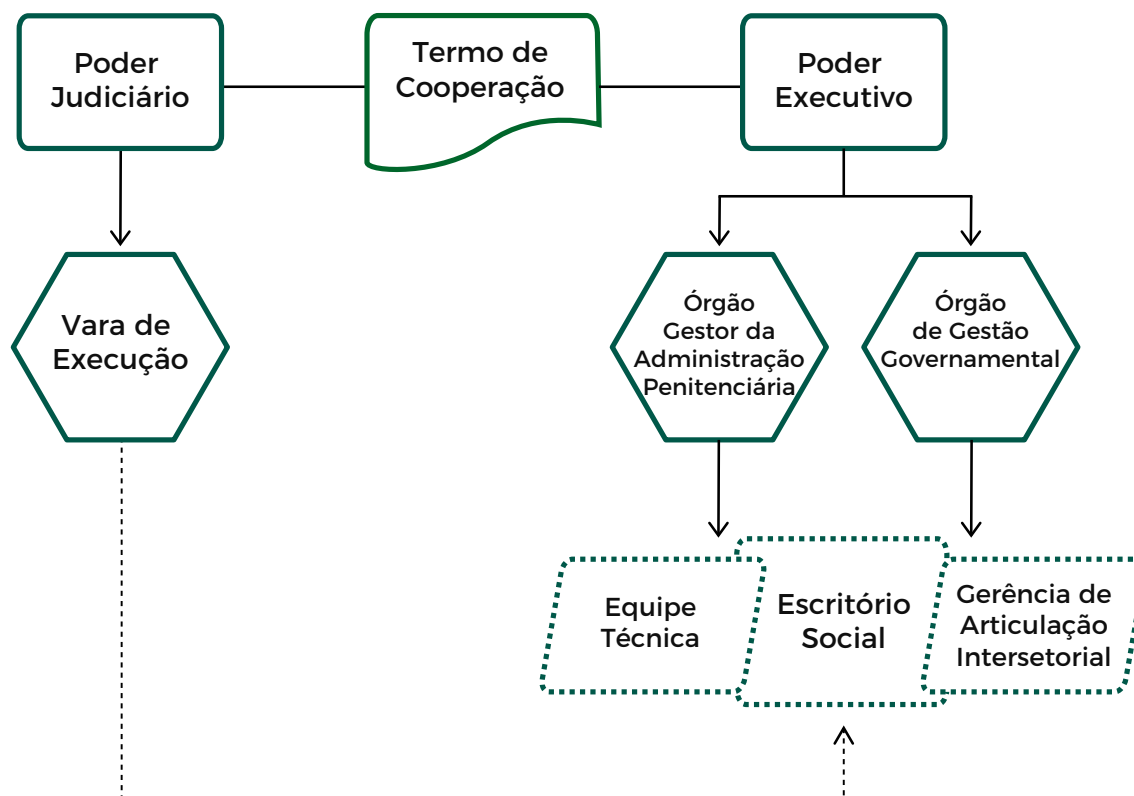 Poder
Judiciário
Termo de
Cooperação
Poder
Executivo
Vara de
Execução
Órgão
Gestor da
Administração
Penitenciária
Órgão
de Gestão
Governamental
Equipe
Técnica
Escritório
Social
Gerência de
Articulação
Intersetorial